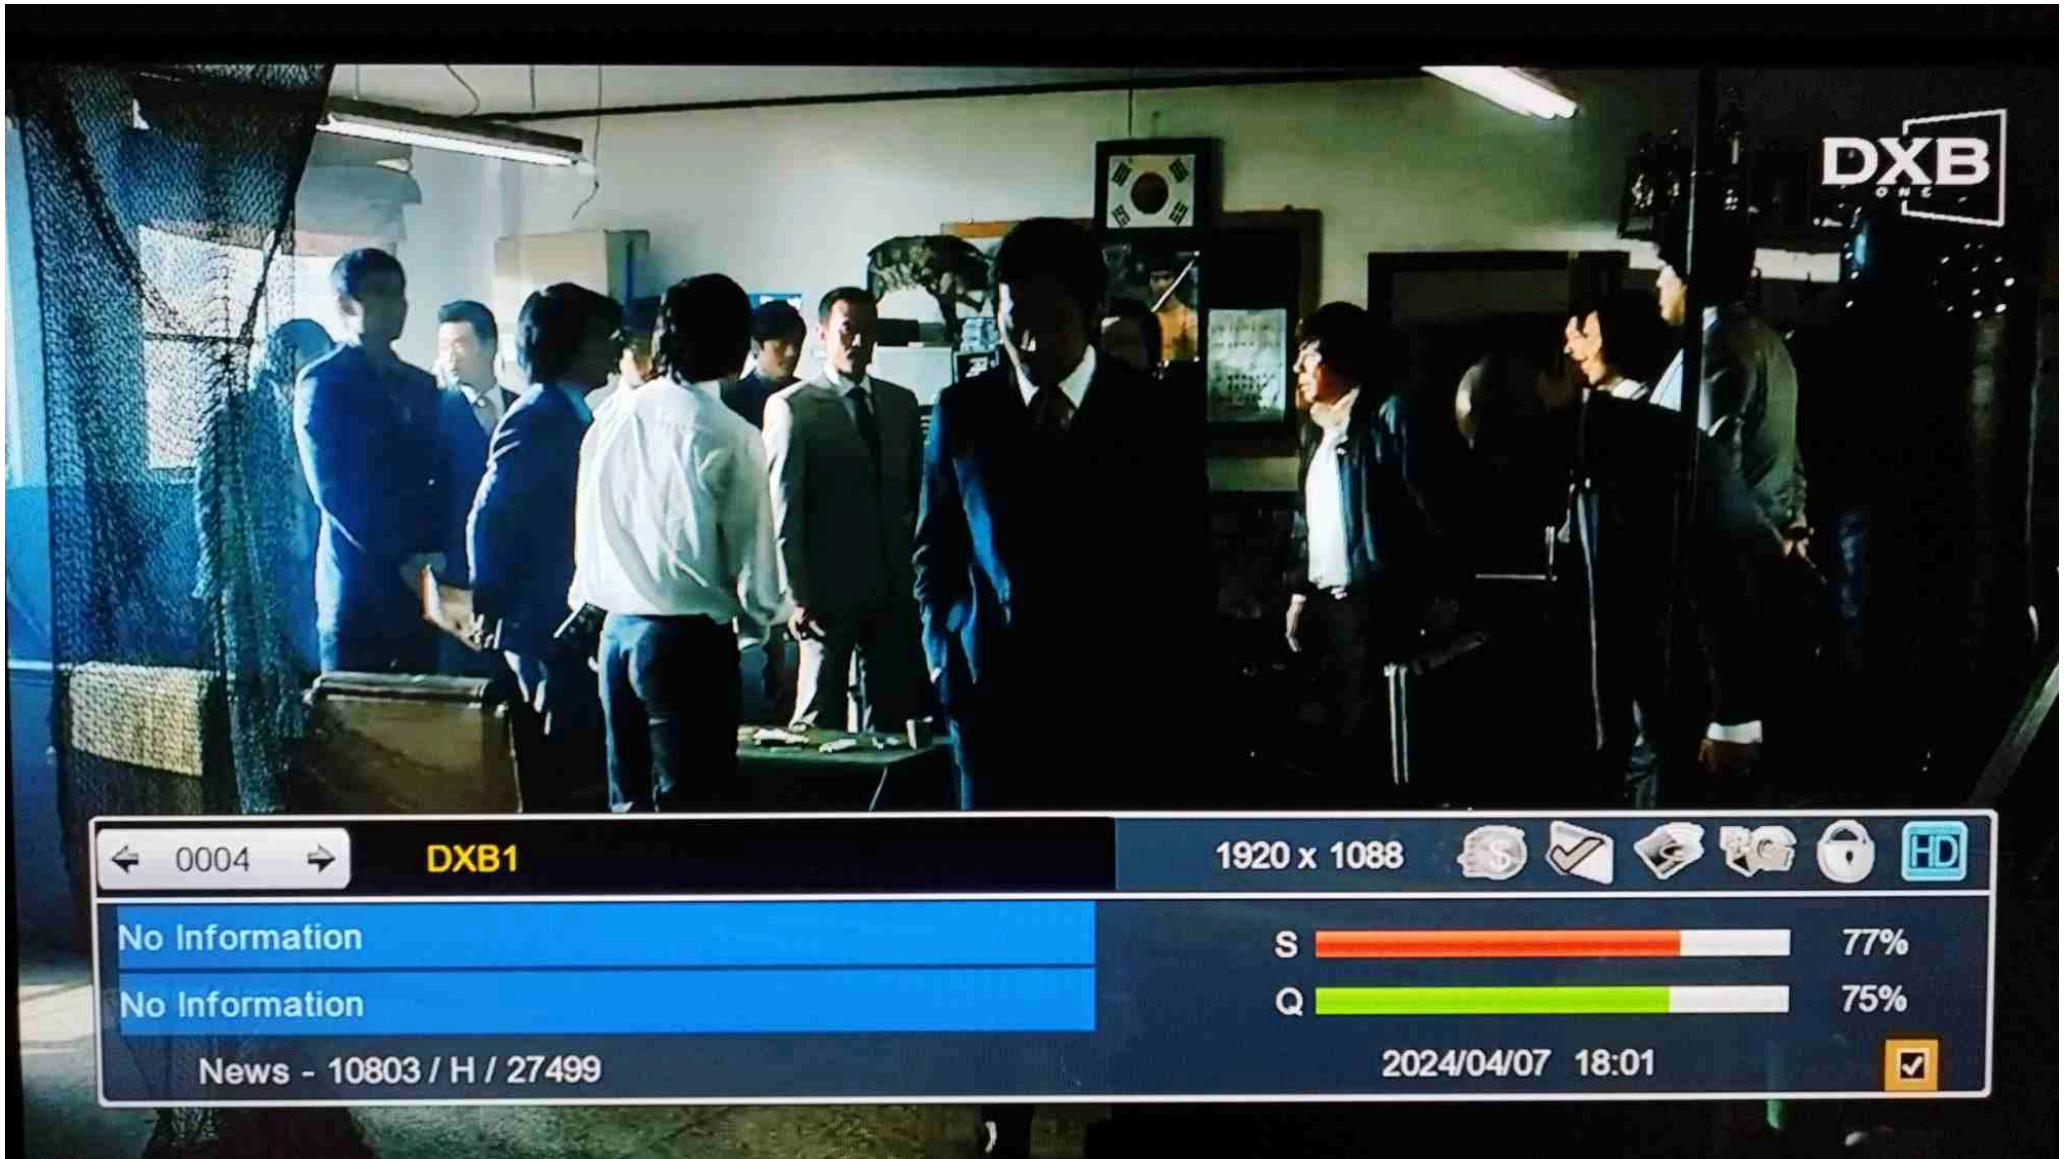 DXB
ONE
0004
DXB1
1920 x 1088
HD
No Information
S
77%
No Information
Q
75%
News - 10803 / H / 27499
2024/04/07 18:01